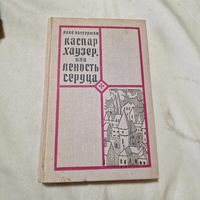 ЯКОБ ВАССЕРМАН
КАСПАР
ХАУЗЕР,
ИЛИ
ЛЕНОСТЬ
СЕРДЦА